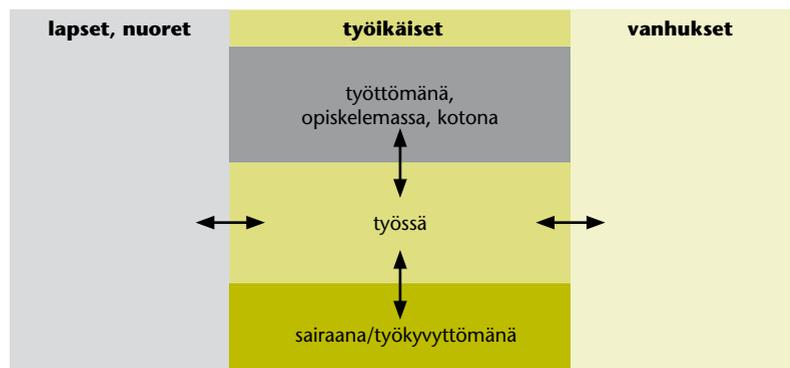 lapset, nuoret
työikäiset
vanhukset
työttömänä,
opiskelemassa, kotona
työssä
sairaana/työkyvyttömänä